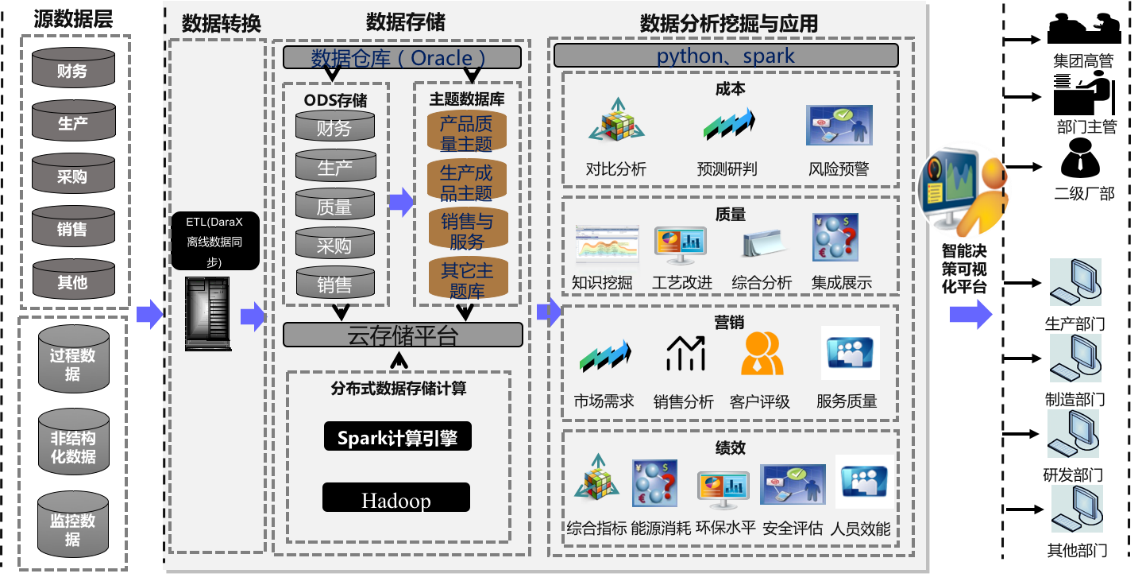 源数据层
财务
生产
采购
销售
其他
过程数
据
非结构
化数据
监控数
据
数据转换
ETL(DaraX
离线数据同
步)
数据存储
数据仓库（Oracle）
ODS存储
财务
生产
质量
采购
销售
主题数据库
产品质
量主题
生产成
品主题
销售与
服务
其它主
题库
云存储平台
分布式数据存储计算
Spark计算引擎
Hadoop
数据分析挖掘与应用
python、spark
成本
对比分析
预测研判
风险预警
质量
知识挖掘
工艺改进
综合分析
集成展示
营销
市场需求
销售分析
客户评级
服务质量
绩效
综合指标
能源消耗
环保水平
安全评估
人员效能
智能决
策可视
化平台
集团高管
部门主管
二级厂部
生产部门
制造部门
研发部门
其他部门